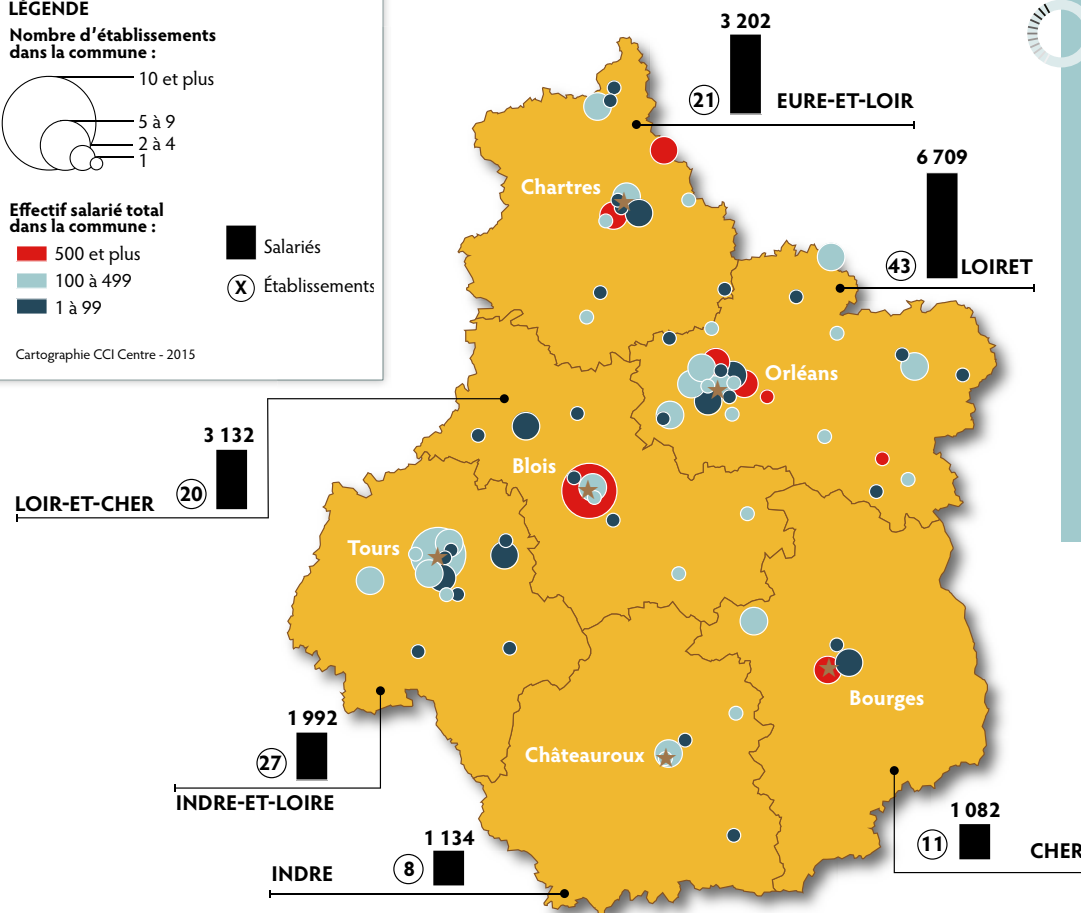 LÉGENDE
Nombre d'établissements
dans la commune :
10 et plus
5 à 9
2 à 4
1
Effectif salarié total
dans la commune :
500 et plus
100 à 499
1 à 99
Salariés
X Établissements
Cartographie CCI Centre - 2015
3 202
21
EURE-ET-LOIR
6 709
43
LOIRET
Chartres
Orléans
3 132
20
LOIR-ET-CHER
Blois
Tours
Bourges
Châteauroux
1 992
27
INDRE-ET-LOIRE
1 134
8
INDRE
1 082
11
CHER